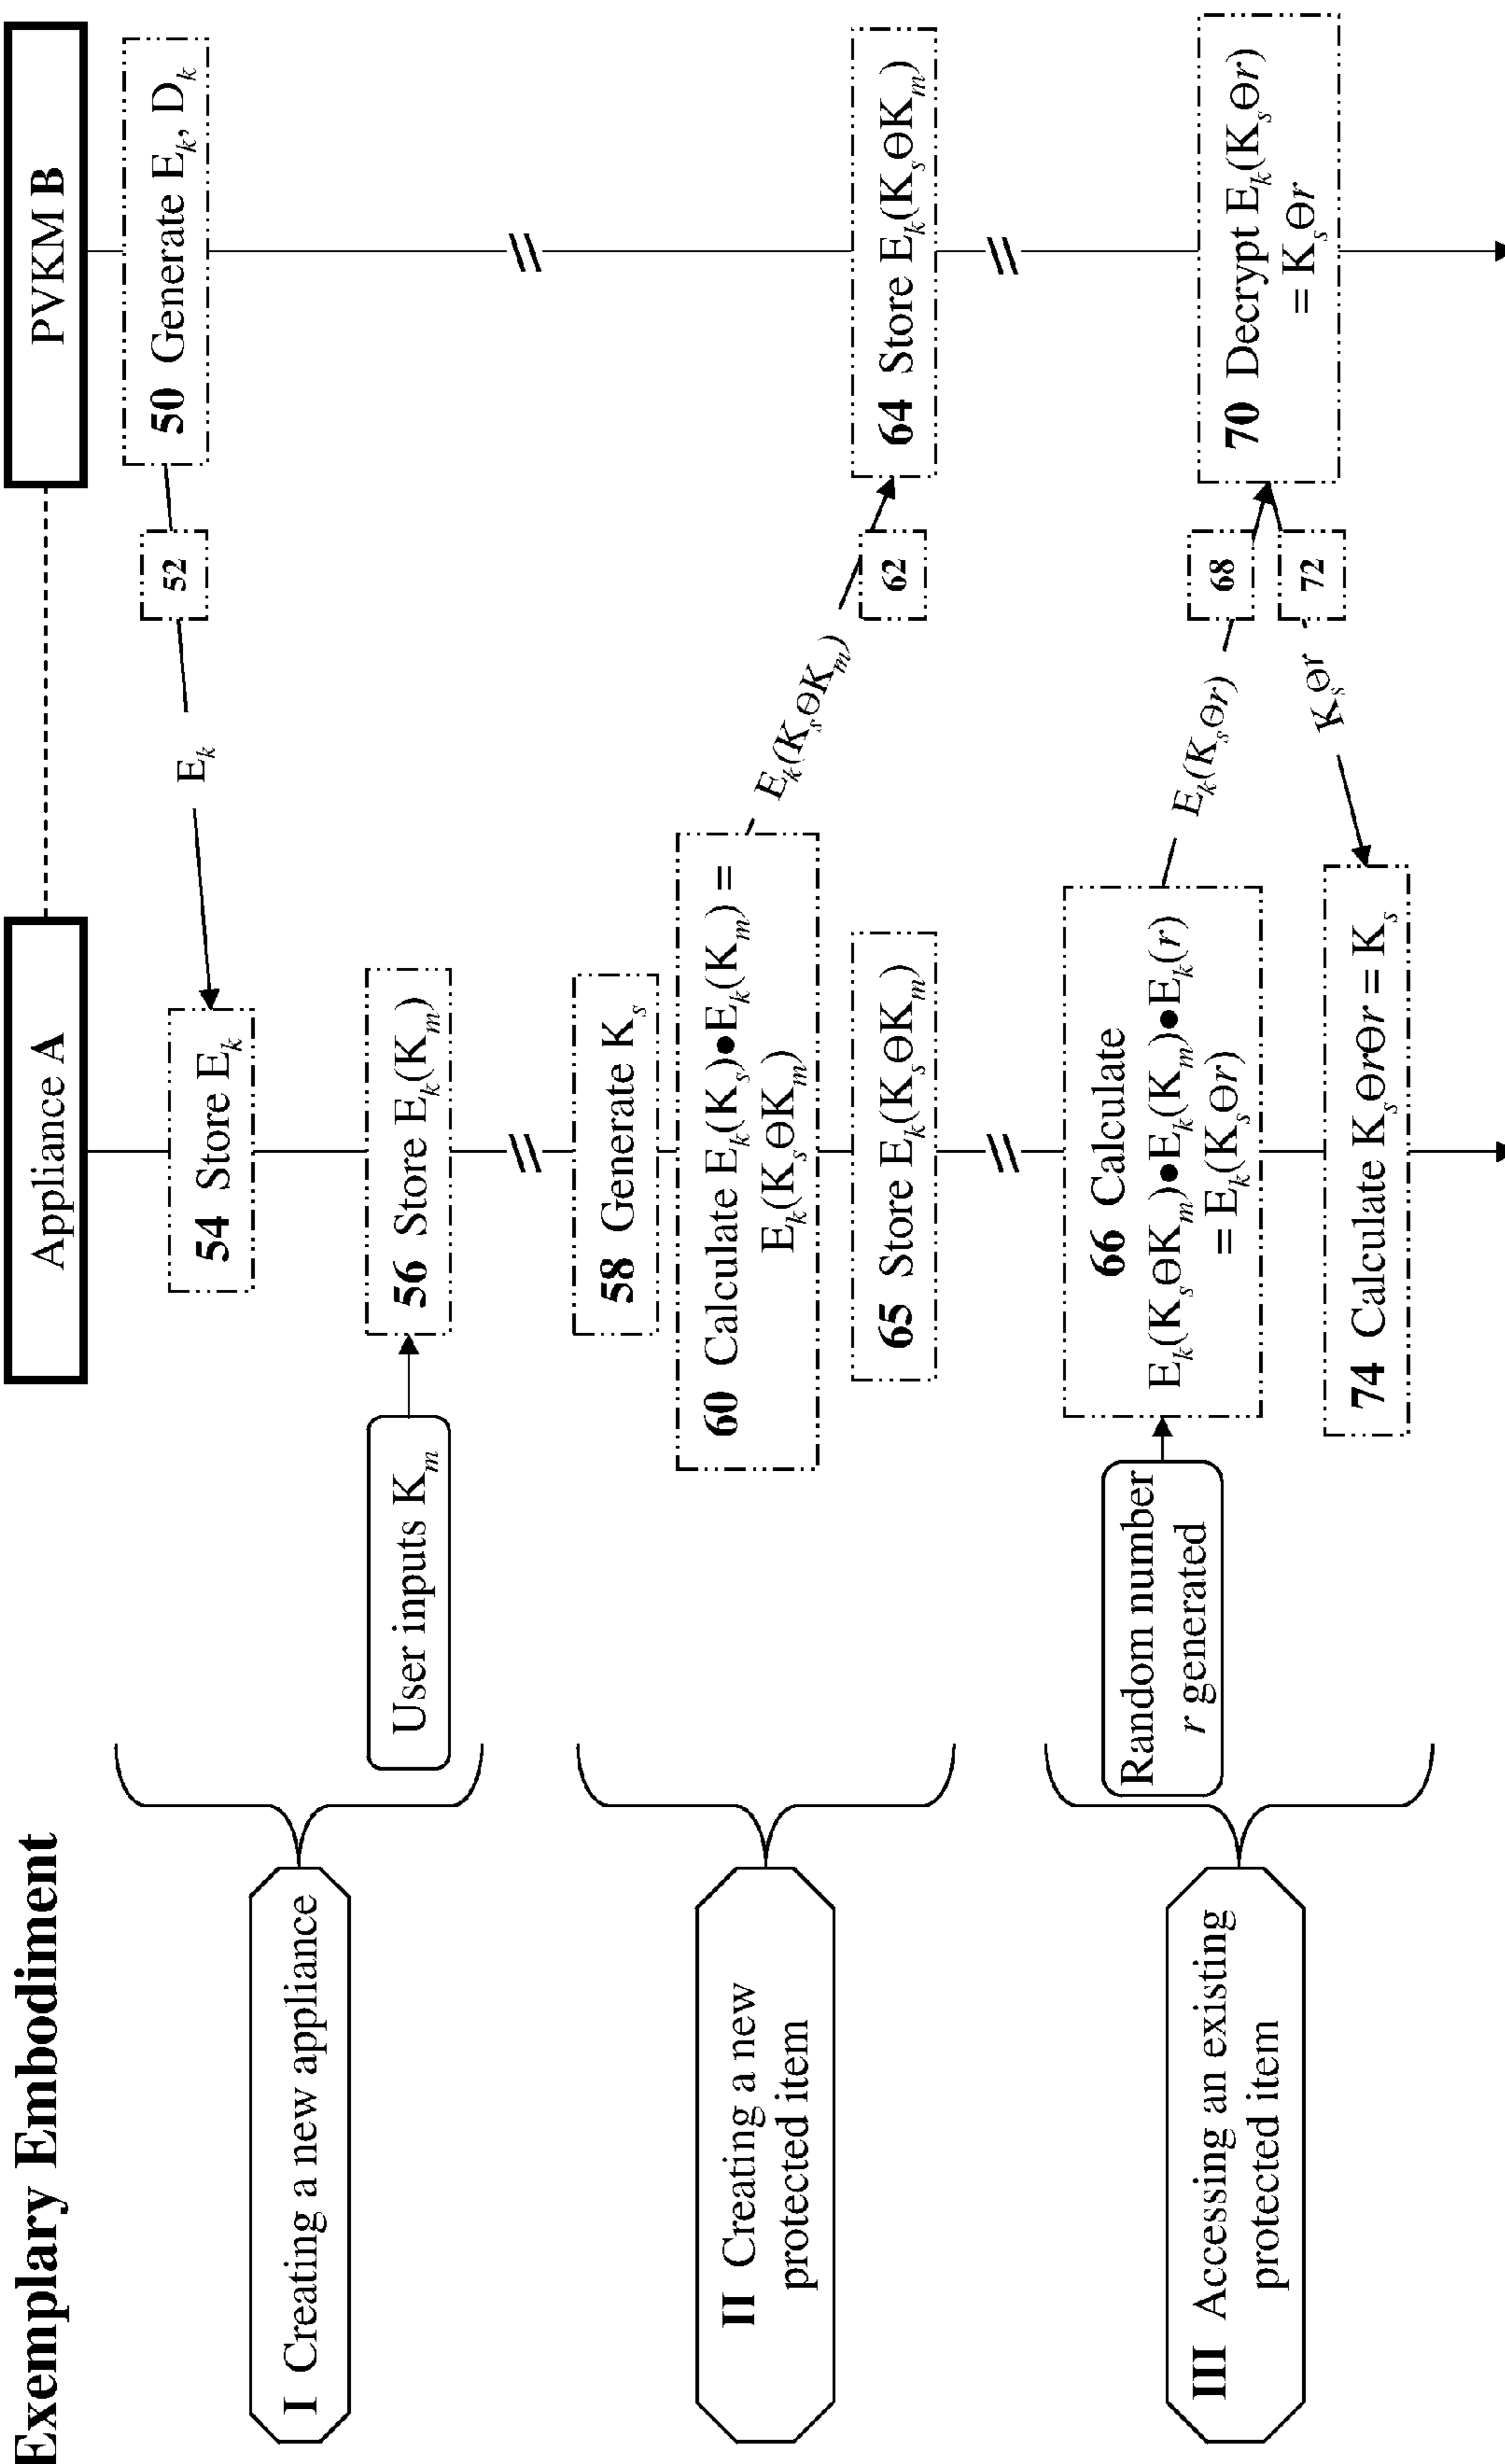 Exemplary Embodiment
Appliance A
PVKM B
I Creating a new appliance
50 Generate Eₖ, Dₖ
52
Eₖ
54 Store Eₖ
User inputs Kₘ
56 Store Eₖ(Kₘ)
II Creating a new
protected item
58 Generate Kₛ
60 Calculate Eₖ(Kₛ)●Eₖ(Kₘ) =
Eₖ(KₛΘKₘ)
Eₖ(KₛΘKₘ)
62
64 Store Eₖ(KₛΘKₘ)
65 Store Eₖ(KₛΘKₘ)
III Accessing an existing
protected item
Random number
r generated
66 Calculate
Eₖ(KₛΘKₘ)●Eₖ(Kₘ)●Eₖ(r)
= Eₖ(KₛΘr)
Eₖ(KₛΘr)
68
70 Decrypt Eₖ(KₛΘr)
= KₛΘr
72
KₛΘr
74 Calculate KₛΘrΘr = Kₛ